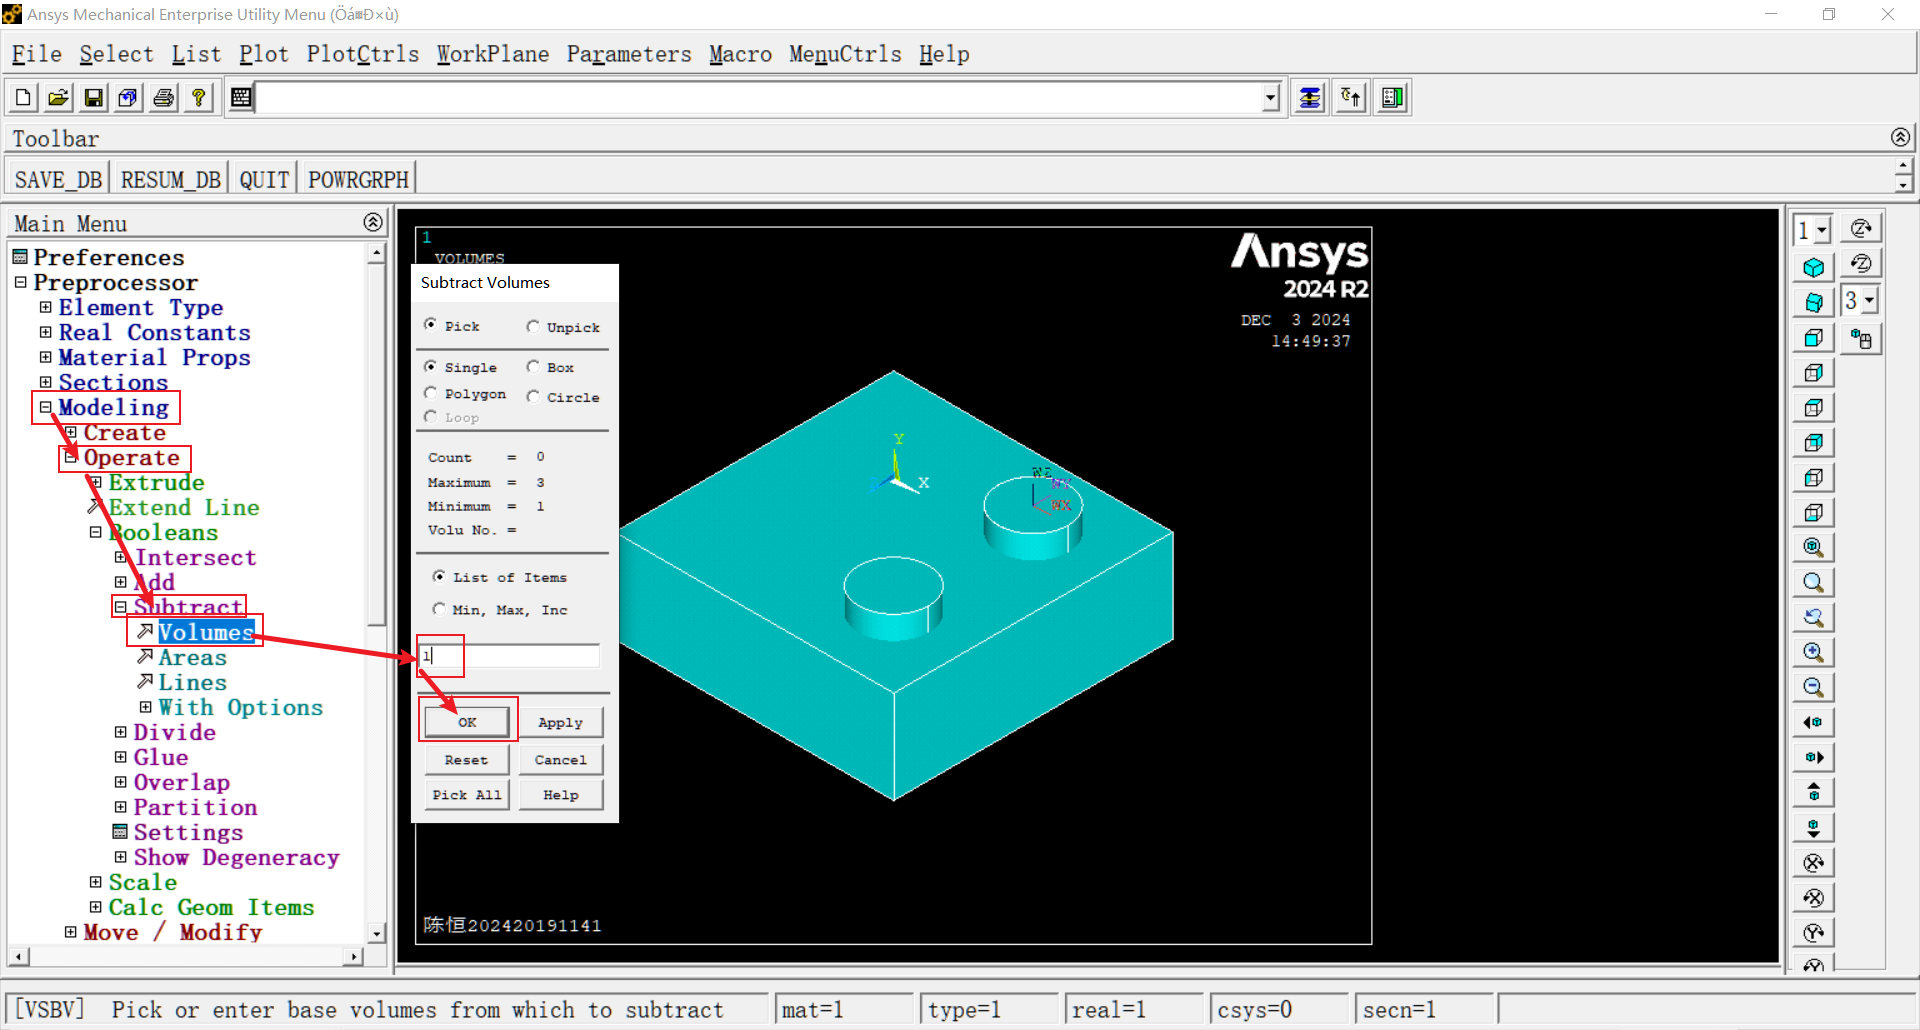 Ansys Mechanical Enterprise Utility Menu (Öá³Ð×ù)
File Select List Plot PlotCtrls WorkPlane Parameters Macro MenuCtrls Help
Toolbar
SAVE_DB RESUM_DB QUIT POWRGRPH
Main Menu
Preferences
Preprocessor
Element Type
Real Constants
Material Props
Sections
Modeling
Create
Operate
Extrude
Extend Line
Booleans
Intersect
Add
Subtract
Volumes
Areas
Lines
With Options
Divide
Glue
Overlap
Partition
Settings
Show Degeneracy
Scale
Calc Geom Items
Move / Modify
1
VOLUMES
Ansys
2024 R2
DEC 3 2024
14:49:37
Subtract Volumes
Pick Unpick
Single Box
Polygon Circle
Loop
Count = 0
Maximum = 3
Minimum = 1
Volu No. =
List of Items
Min, Max, Inc
1
OK Apply
Reset Cancel
Pick All Help
Y
X
WZ
WY
WX
陈恒202420191141
1
3
[VSBV] Pick or enter base volumes from which to subtract mat=1 type=1 real=1 csys=0 secn=1